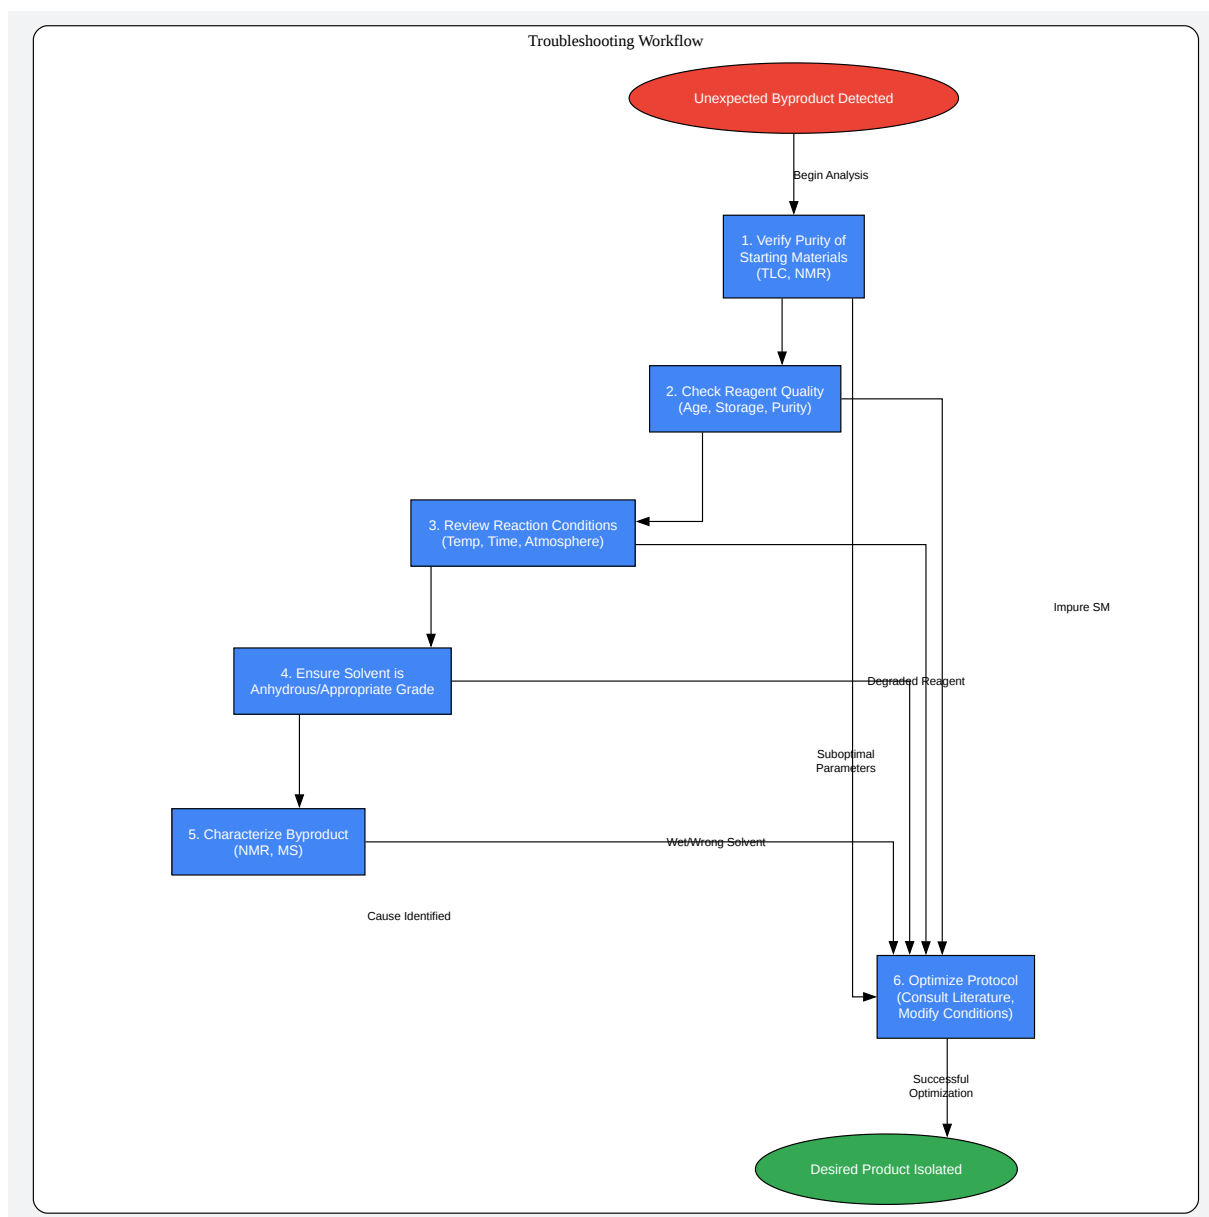 Troubleshooting Workflow
Unexpected Byproduct Detected
Begin Analysis
1. Verify Purity of
Starting Materials
(TLC, NMR)
2. Check Reagent Quality
(Age, Storage, Purity)
3. Review Reaction Conditions
(Temp, Time, Atmosphere)
Impure SM
4. Ensure Solvent is
Anhydrous/Appropriate Grade
Degraded Reagent
Suboptimal
Parameters
5. Characterize Byproduct
(NMR, MS)
Wet/Wrong Solvent
Cause Identified
6. Optimize Protocol
(Consult Literature,
Modify Conditions)
Successful
Optimization
Desired Product Isolated